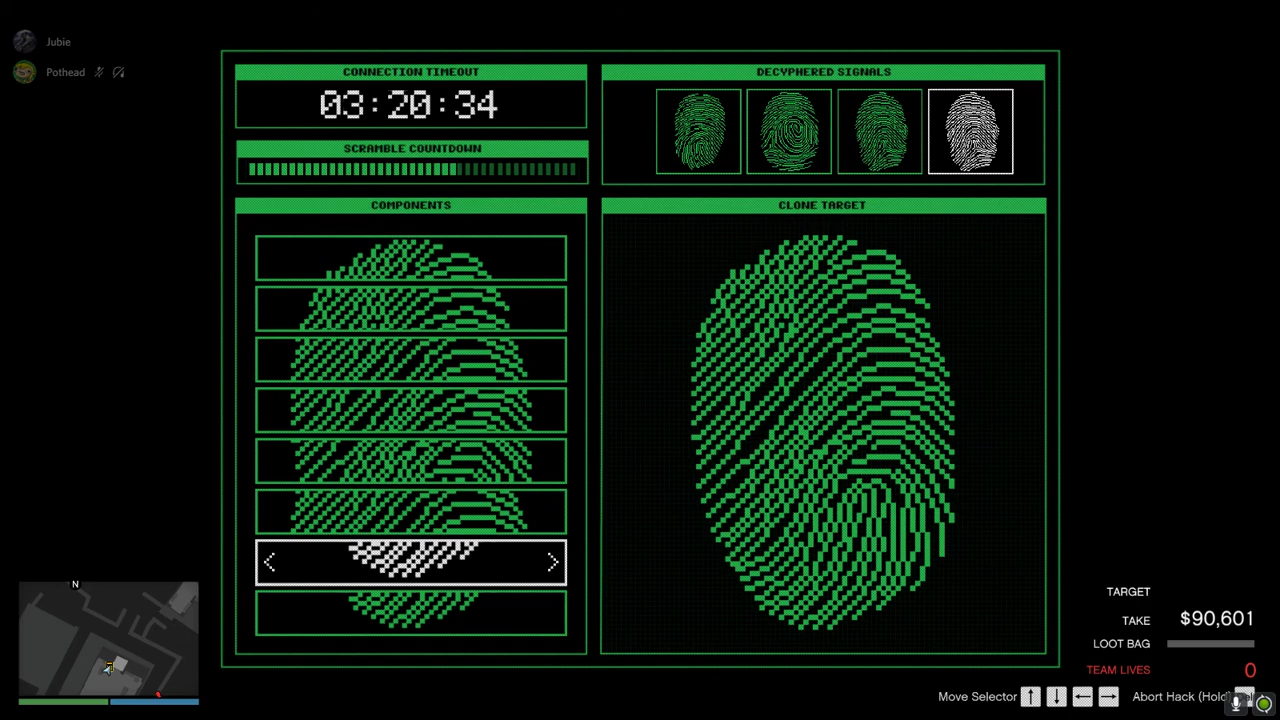 Jubie
Pothead
CONNECTION TIMEOUT
03:20:34
SCRAMBLE COUNTDOWN
DECYPHERED SIGNALS
COMPONENTS
CLONE TARGET
N
TARGET
TAKE $90,601
LOOT BAG
TEAM LIVES 0
Move Selector ↑ ↓ ← → Abort Hack (Hold)